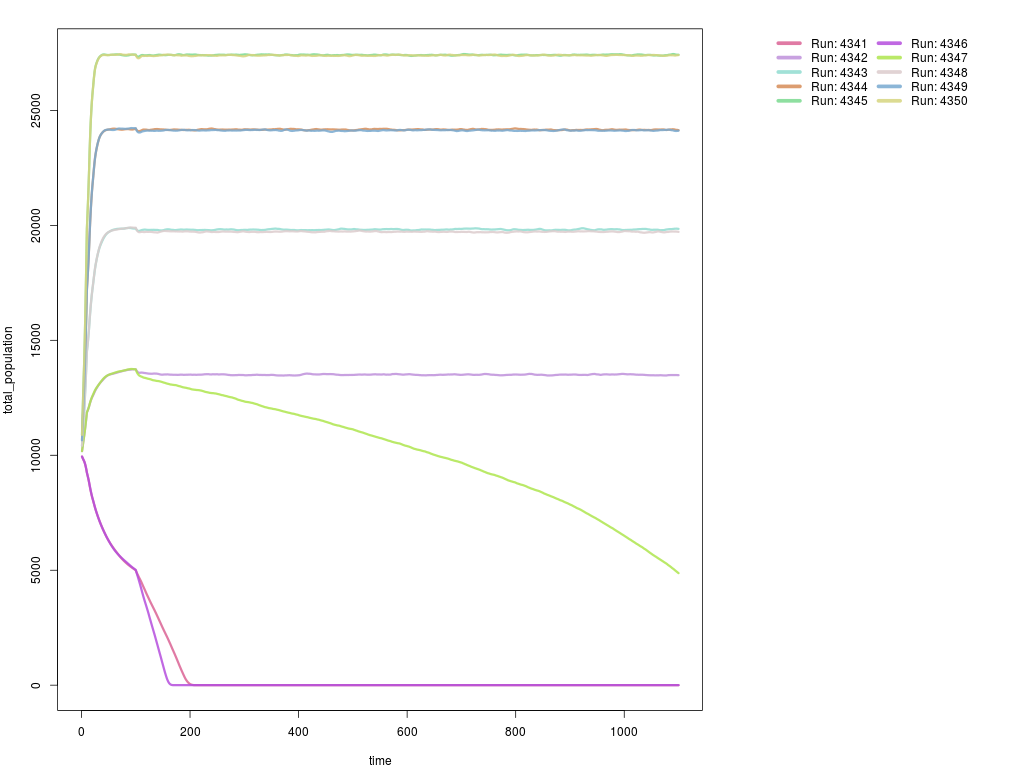 Run: 4341 Run: 4346
Run: 4342 Run: 4347
Run: 4343 Run: 4348
Run: 4344 Run: 4349
Run: 4345 Run: 4350
total_population
25000
20000
15000
10000
5000
0
0 200 400 600 800 1000
time